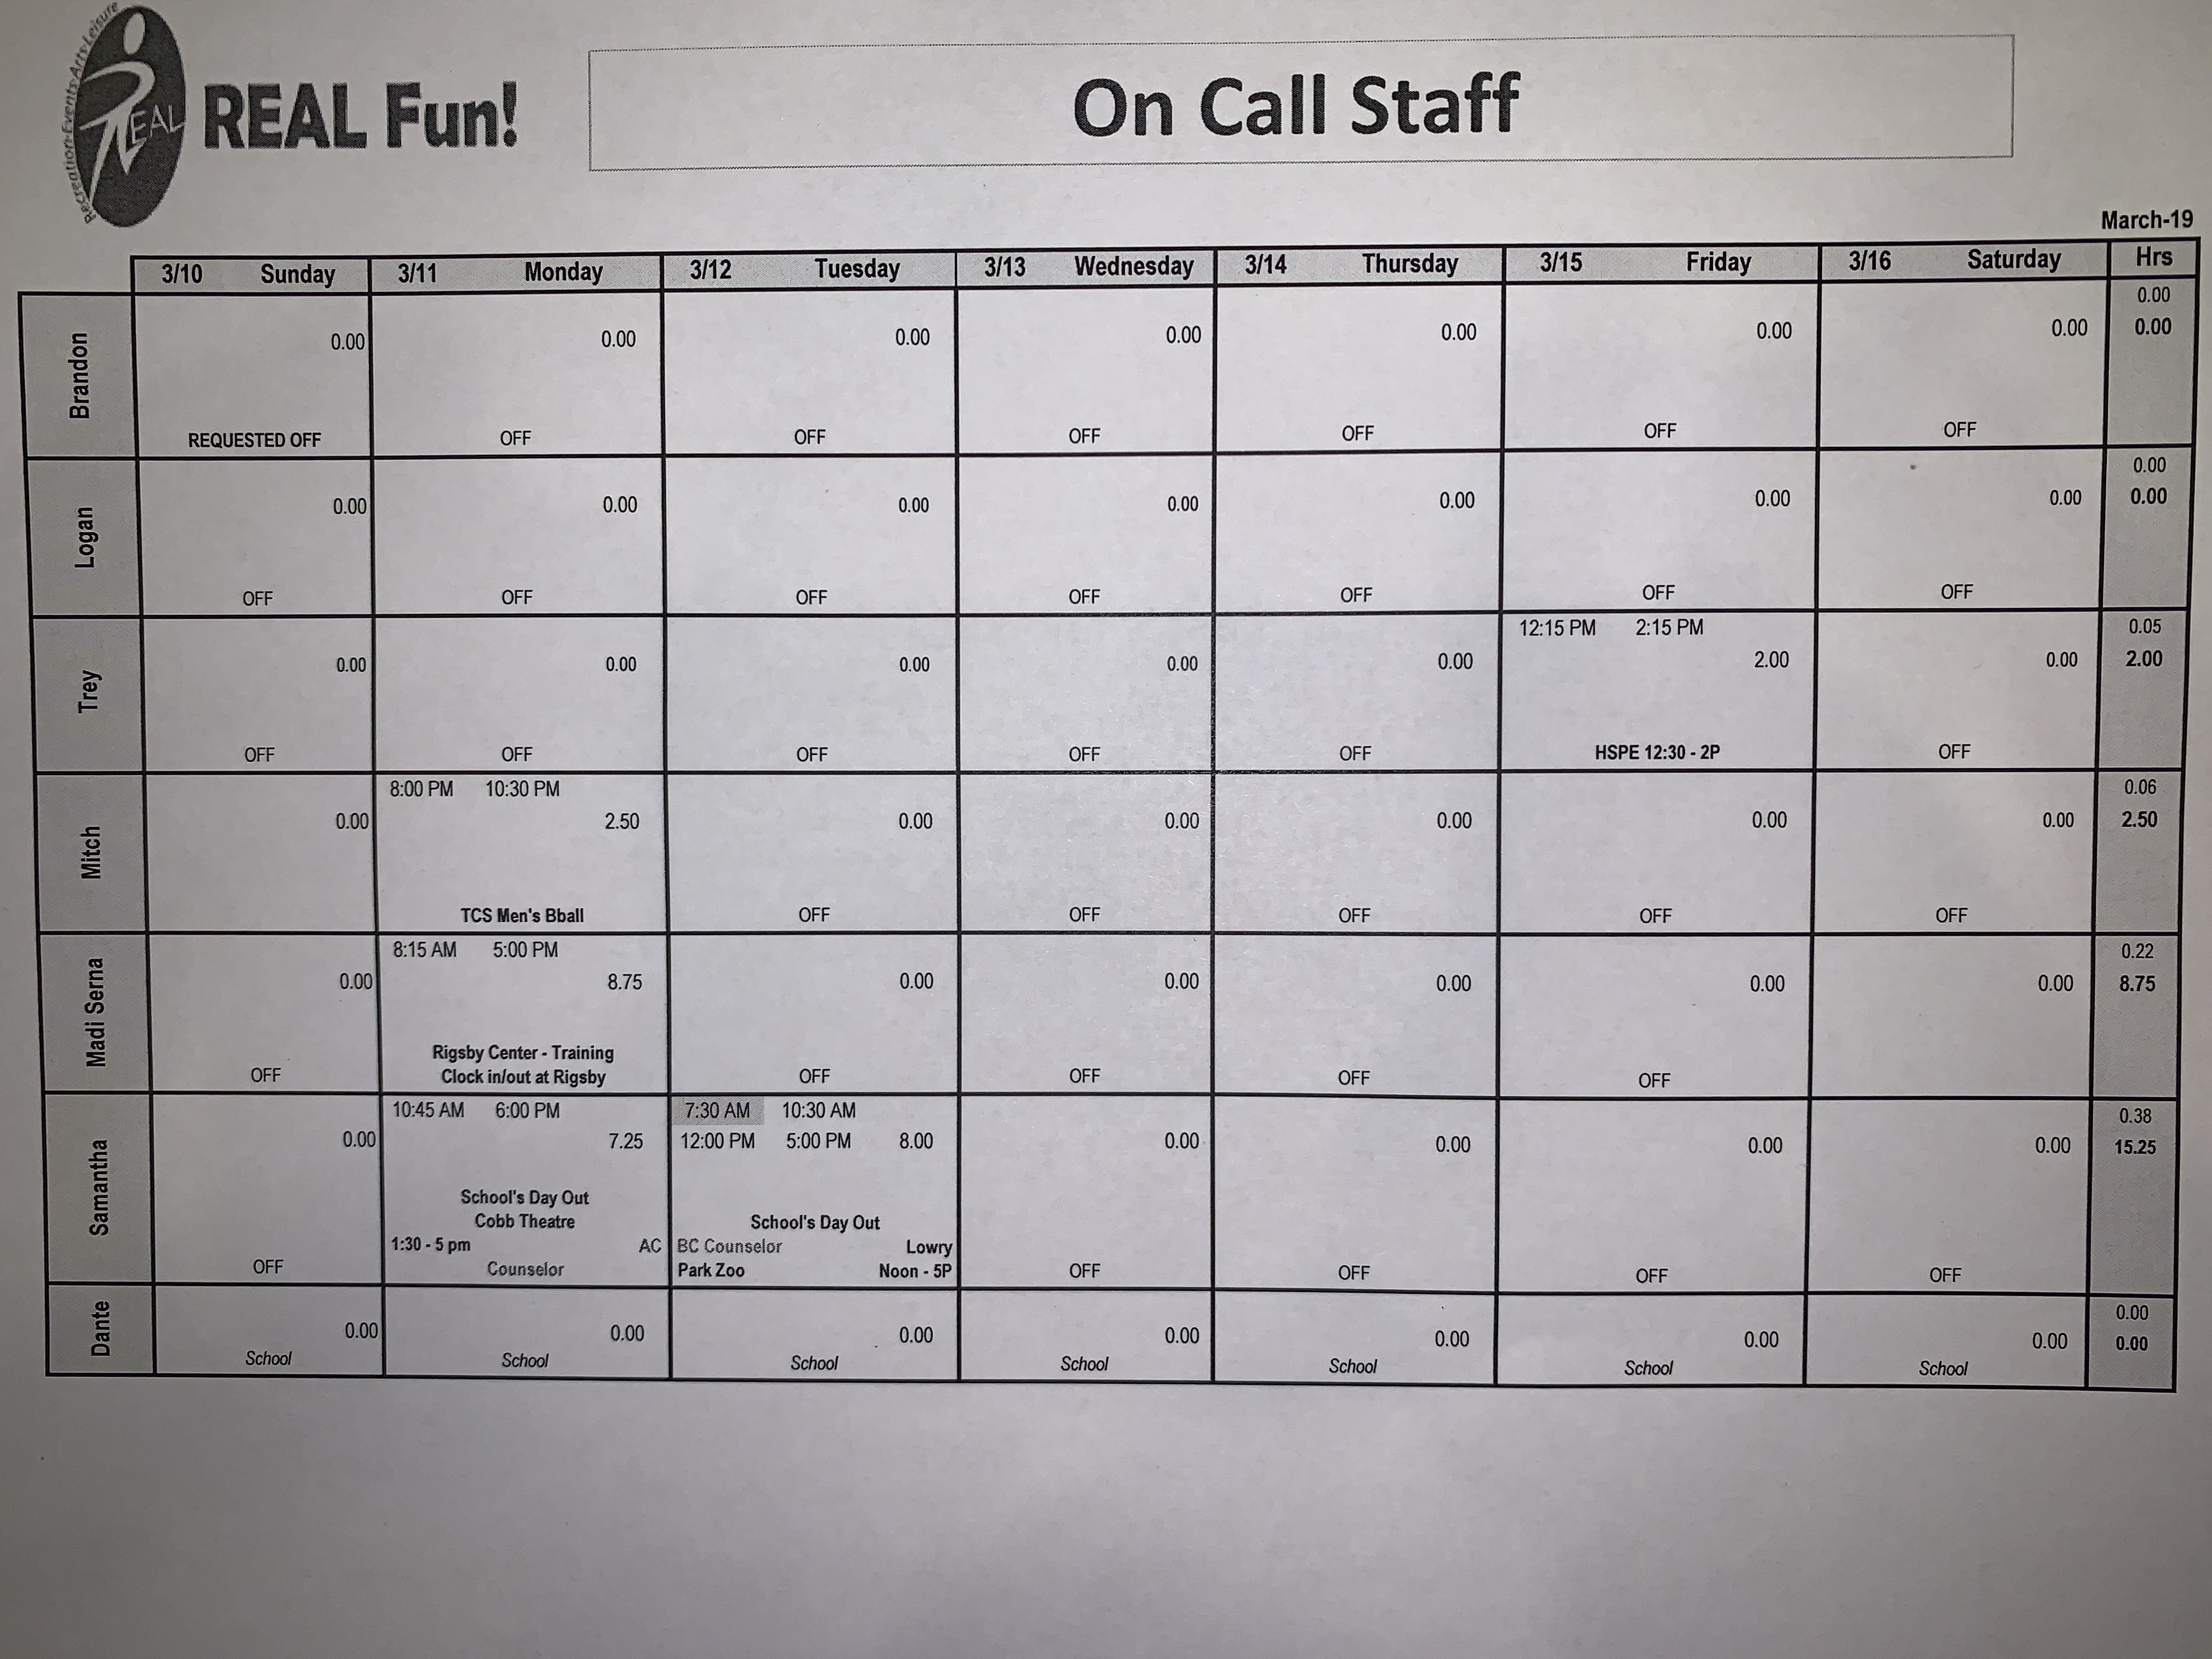 Recreation·Events·Arts·Leisure
REAL
REAL Fun!
On Call Staff
March-19
3/10 Sunday 3/11 Monday 3/12 Tuesday 3/13 Wednesday 3/14 Thursday 3/15 Friday 3/16 Saturday Hrs
Brandon
0.00
0.00 0.00 0.00 0.00 0.00 0.00 0.00 0.00
REQUESTED OFF OFF OFF OFF OFF OFF OFF
Logan
0.00
0.00 0.00 0.00 0.00 0.00 0.00 0.00 0.00
OFF OFF OFF OFF OFF OFF OFF
Trey
12:15 PM 2:15 PM 0.05
0.00 0.00 0.00 0.00 0.00 2.00 0.00 2.00
OFF OFF OFF OFF OFF HSPE 12:30 - 2P OFF
Mitch
8:00 PM 10:30 PM 0.06
0.00 2.50 0.00 0.00 0.00 0.00 0.00 2.50
TCS Men's Bball OFF OFF OFF OFF OFF
Madi Serna
8:15 AM 5:00 PM 0.22
0.00 8.75 0.00 0.00 0.00 0.00 0.00 8.75
Rigsby Center - Training
OFF Clock in/out at Rigsby OFF OFF OFF OFF
Samantha
10:45 AM 6:00 PM 7:30 AM 10:30 AM 0.38
0.00 7.25 12:00 PM 5:00 PM 8.00 0.00 0.00 0.00 0.00 15.25
School's Day Out
Cobb Theatre School's Day Out
1:30 - 5 pm AC BC Counselor Lowry
OFF Counselor Park Zoo Noon - 5P OFF OFF OFF OFF
Dante
0.00
0.00 0.00 0.00 0.00 0.00 0.00 0.00 0.00
School School School School School School School